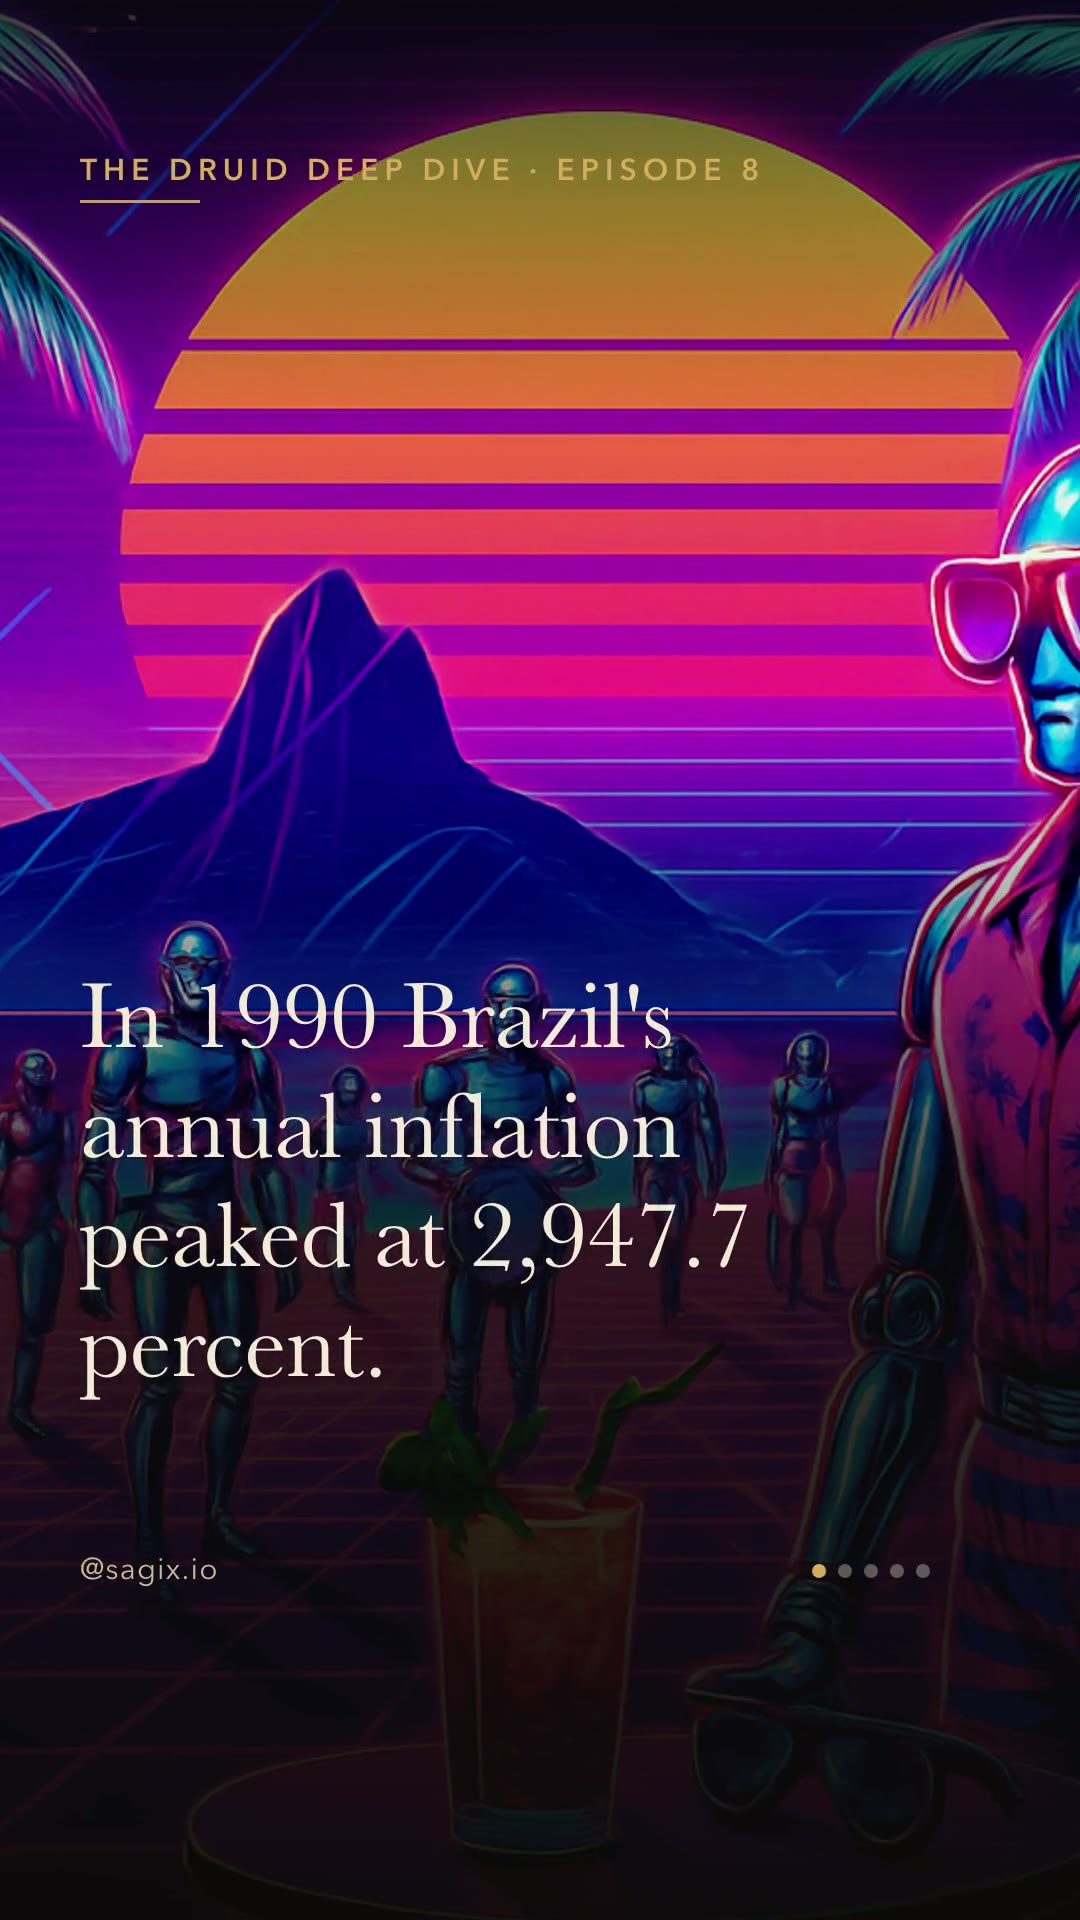 THE DRUID DEEP DIVE · EPISODE 8
In 1990 Brazil's
annual inflation
peaked at 2,947.7
percent.
@sagix.io